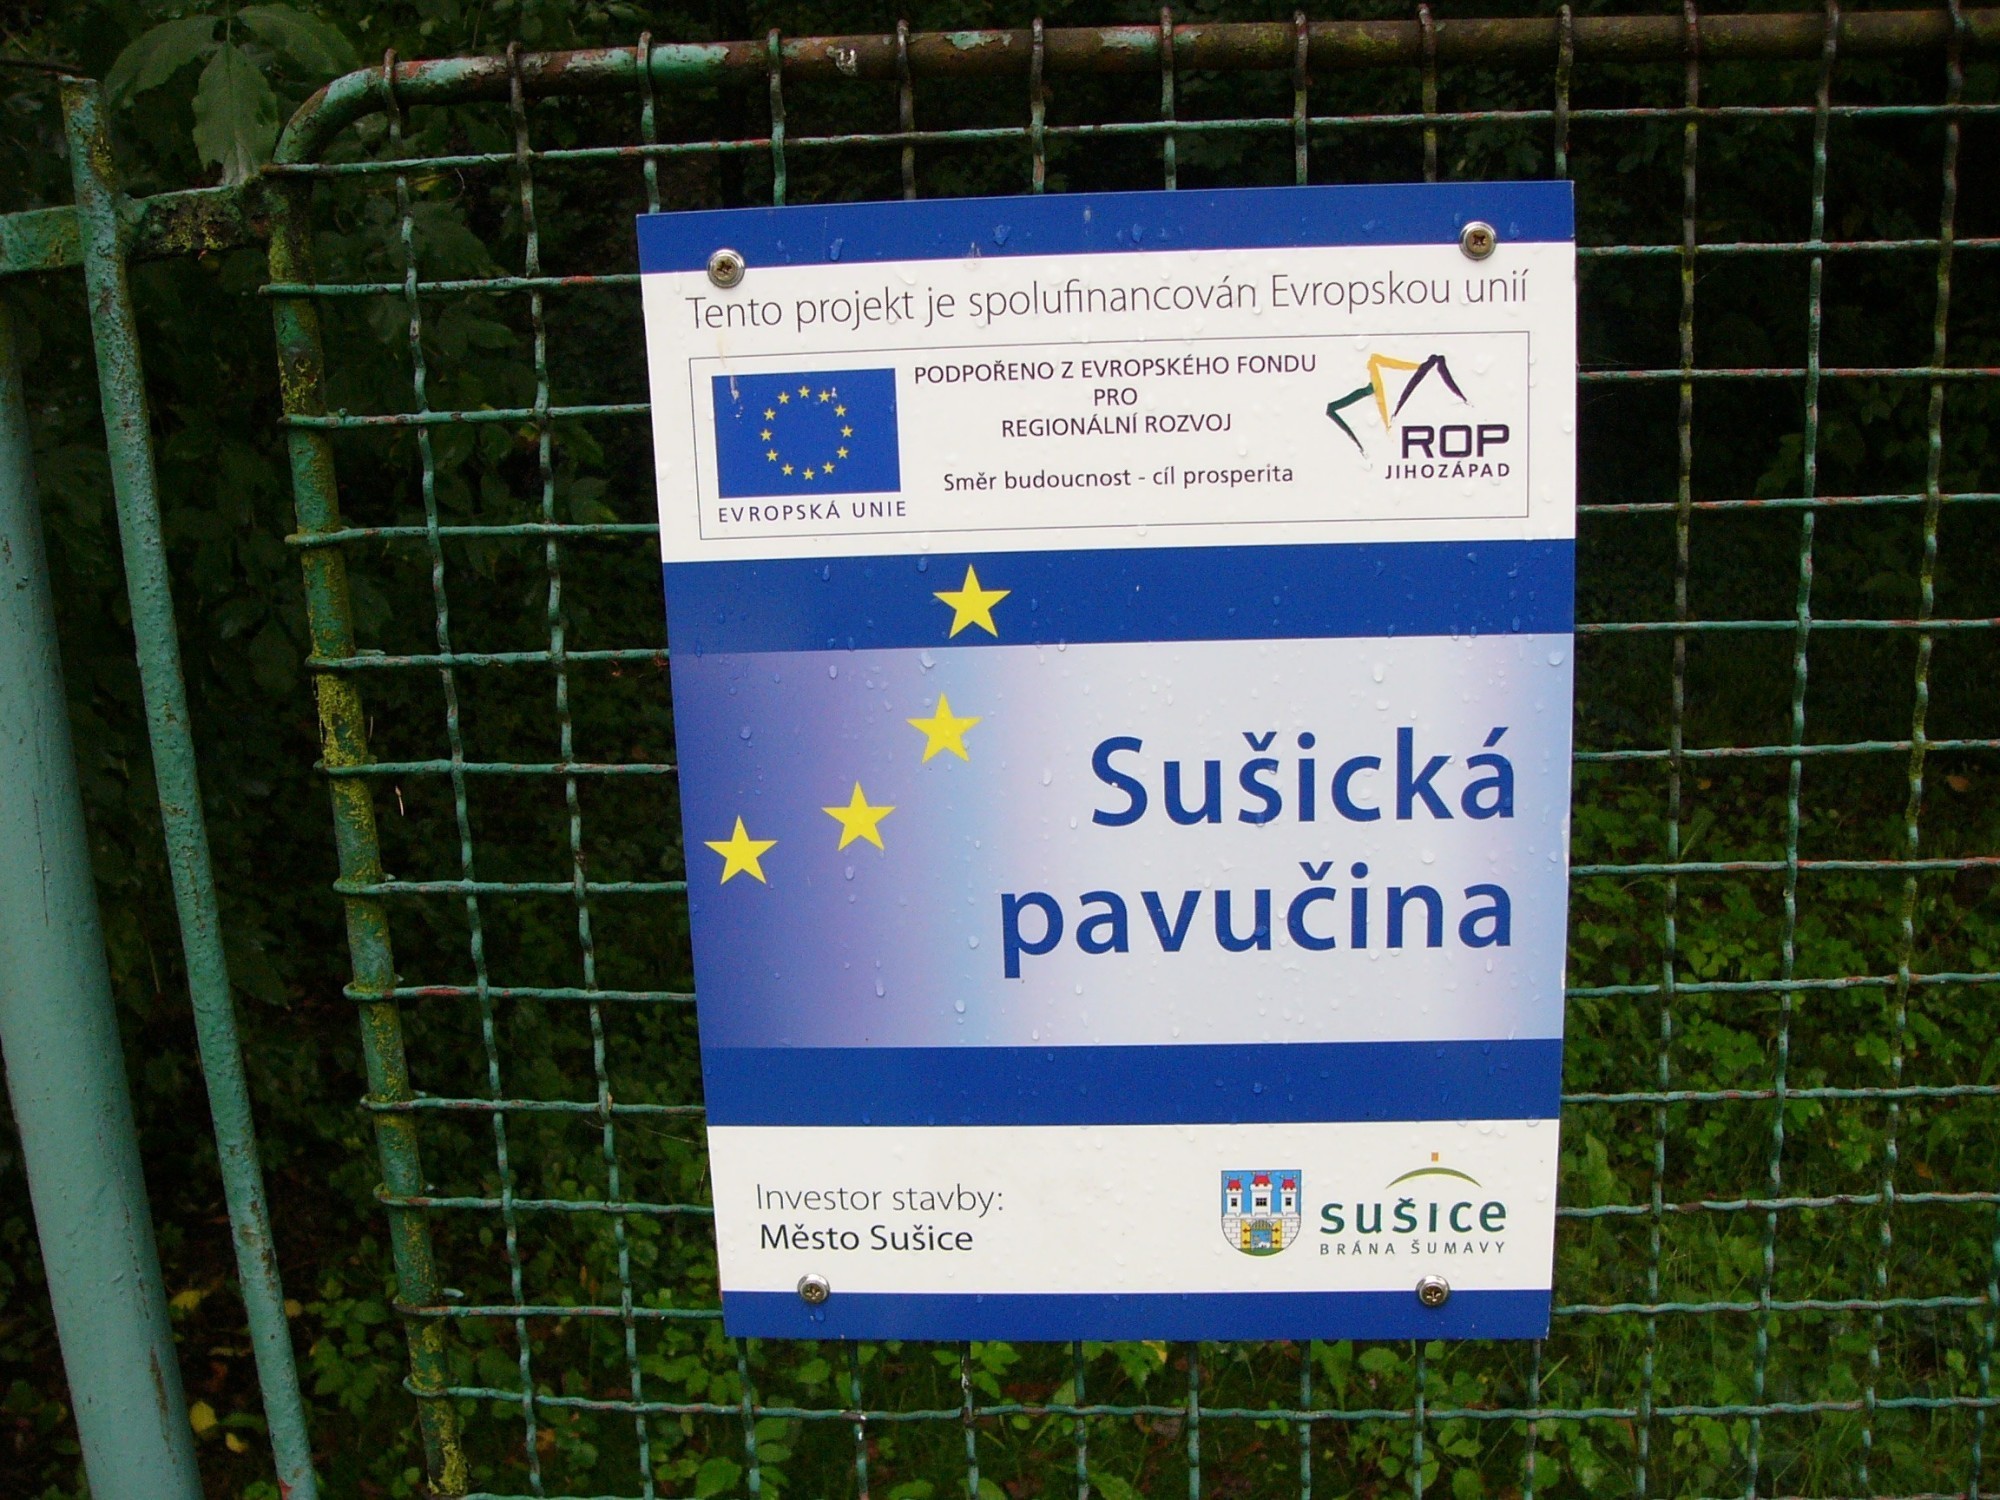 Tento projekt je spolufinancován Evropskou unií
PODPOŘENO Z EVROPSKÉHO FONDU
PRO
REGIONÁLNÍ ROZVOJ
Směr budoucnost - cíl prosperita
EVROPSKÁ UNIE
ROP
JIHOZÁPAD
Sušická
pavučina
Investor stavby:
Město Sušice
sušice
BRÁNA ŠUMAVY